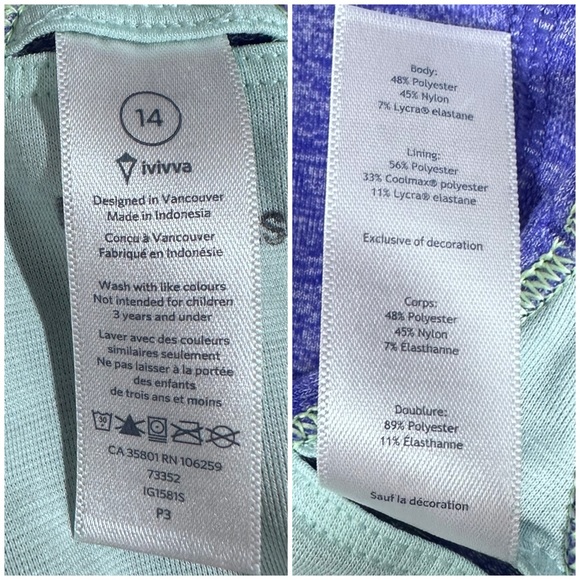 14
ivivva
Designed in Vancouver
Made in Indonesia
Conçu à Vancouver
Fabriqué en Indonésie
Wash with like colours
Not intended for children
3 years and under
Laver avec des couleurs
similaires seulement
Ne pas laisser à la portée
des enfants
de trois ans et moins
30
CA 35801 RN 106259
73352
IG1581S
P3
S
Body:
48% Polyester
45% Nylon
7% Lycra® elastane
Lining:
56% Polyester
33% Coolmax® polyester
11% Lycra® elastane
Exclusive of decoration
Corps:
48% Polyester
45% Nylon
7% Élasthanne
Doublure:
89% Polyester
11% Élasthanne
Sauf la décoration